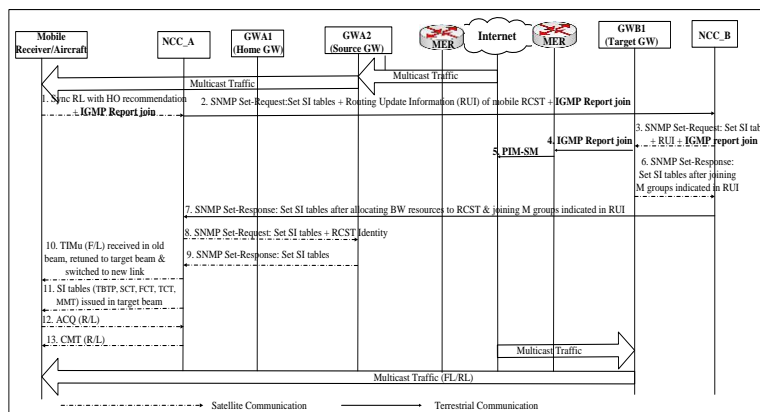 Mobile
Receiver/Aircraft
NCC_A
GWA1
(Home GW)
GWA2
(Source GW)
MER
Internet
MER
GWB1
(Target GW)
NCC_B
Multicast Traffic
Multicast Traffic
1. Sync RL with HO recommendation
+ IGMP Report join
2. SNMP Set-Request:Set SI tables + Routing Update Information (RUI) of mobile RCST + IGMP Report join
3. SNMP Set-Request: Set SI tab
+ RUI + IGMP report join
4. IGMP Report join
5. PIM-SM
6. SNMP Set-Response:
Set SI tables after joining
M groups indicated in RUI
7. SNMP Set-Response: Set SI tables after allocating BW resources to RCST & joining M groups indicated in RUI
8. SNMP Set-Request: Set SI tables + RCST Identity
9. SNMP Set-Response: Set SI tables
10. TIMu (F/L) received in old
beam, retuned to target beam &
switched to new link
11. SI tables (TBTP, SCT, FCT, TCT,
MMT) issued in target beam
12. ACQ (R/L)
13. CMT (R/L)
Multicast Traffic
Multicast Traffic (FL/RL)
Satellite Communication
Terrestrial Communication